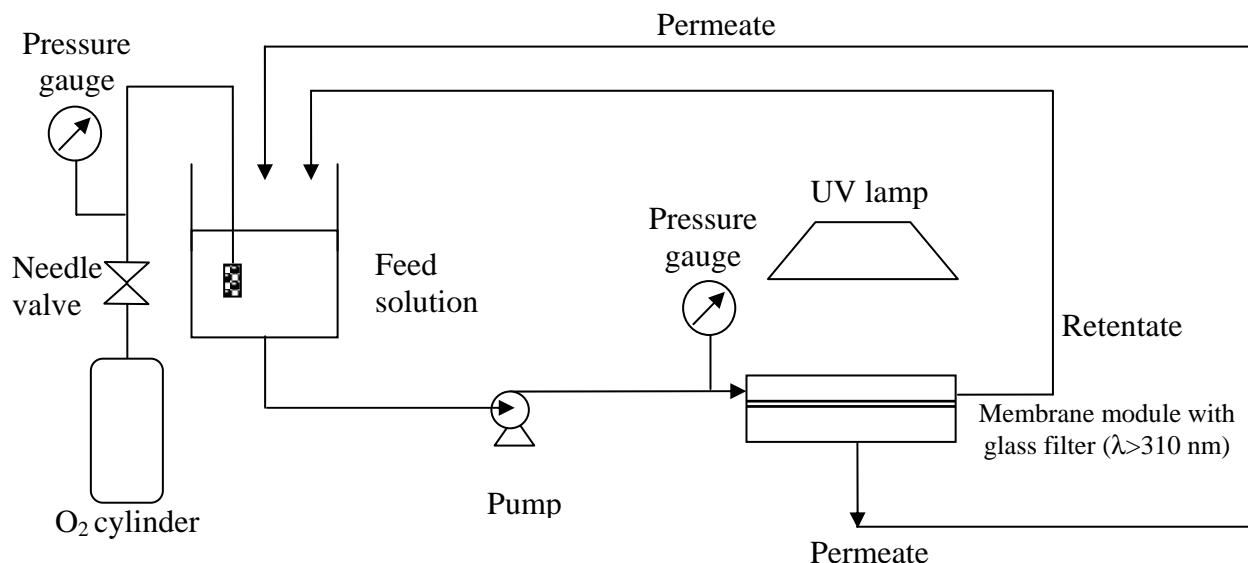 Permeate
Pressure
gauge
UV lamp
Pressure
gauge
Needle
valve
Feed
solution
Retentate
Membrane module with
glass filter (λ>310 nm)
Pump
O₂ cylinder
Permeate